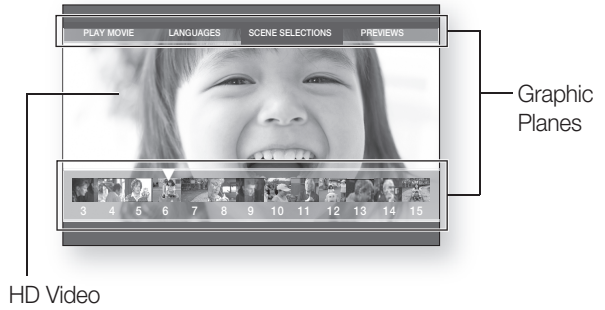 PLAY MOVIE LANGUAGES SCENE SELECTIONS PREVIEWS
Graphic
Planes
3 4 5 6 7 8 9 10 11 12 13 14 15
HD Video